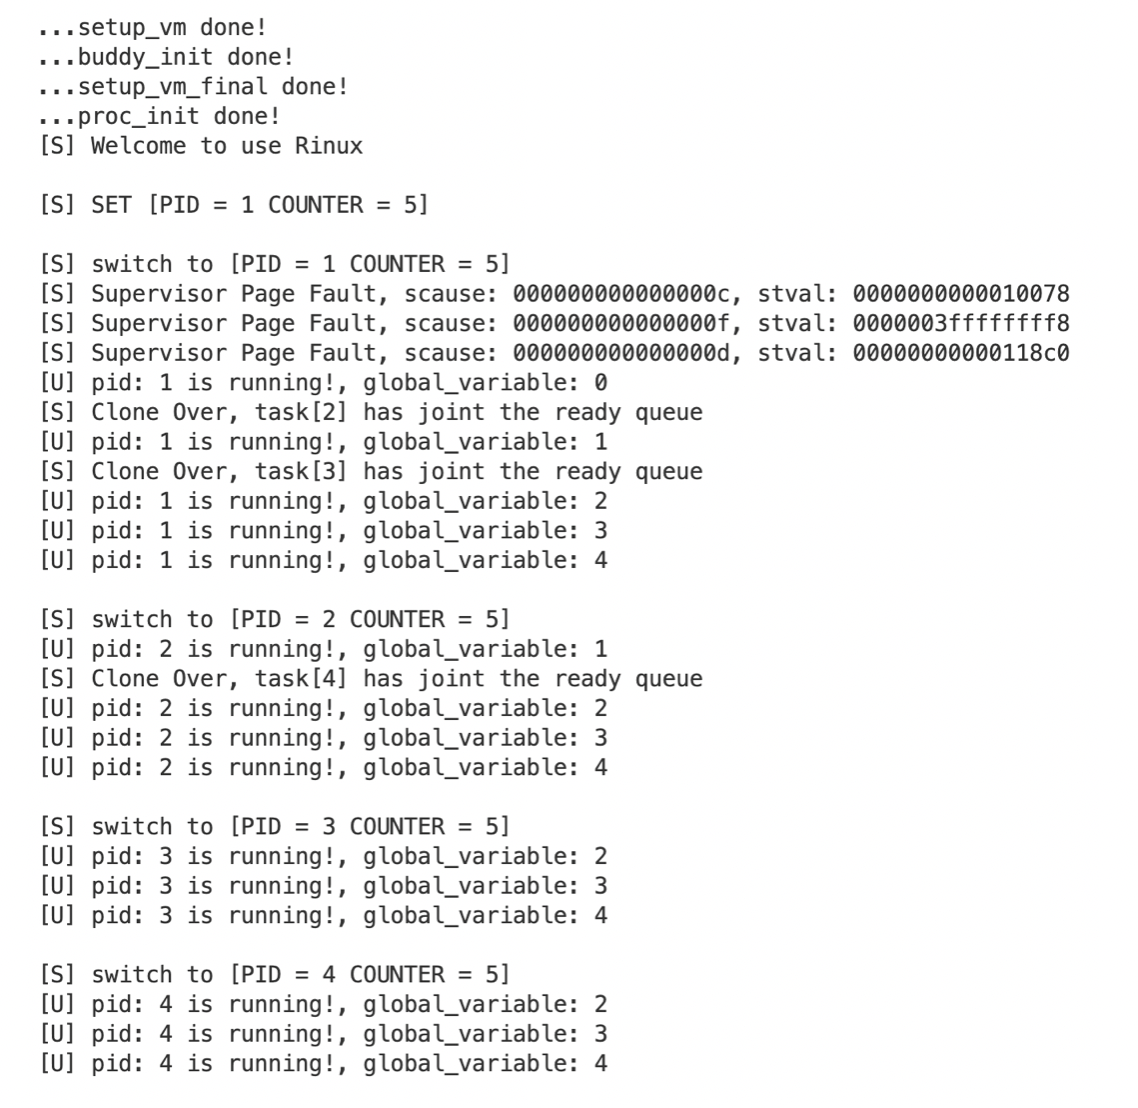 ...setup_vm done!
...buddy_init done!
...setup_vm_final done!
...proc_init done!
[S] Welcome to use Rinux
[S] SET [PID = 1 COUNTER = 5]
[S] switch to [PID = 1 COUNTER = 5]
[S] Supervisor Page Fault, scause: 000000000000000c, stval: 0000000000010078
[S] Supervisor Page Fault, scause: 000000000000000f, stval: 0000003ffffffff8
[S] Supervisor Page Fault, scause: 000000000000000d, stval: 00000000000118c0
[U] pid: 1 is running!, global_variable: 0
[S] Clone Over, task[2] has joint the ready queue
[U] pid: 1 is running!, global_variable: 1
[S] Clone Over, task[3] has joint the ready queue
[U] pid: 1 is running!, global_variable: 2
[U] pid: 1 is running!, global_variable: 3
[U] pid: 1 is running!, global_variable: 4
[S] switch to [PID = 2 COUNTER = 5]
[U] pid: 2 is running!, global_variable: 1
[S] Clone Over, task[4] has joint the ready queue
[U] pid: 2 is running!, global_variable: 2
[U] pid: 2 is running!, global_variable: 3
[U] pid: 2 is running!, global_variable: 4
[S] switch to [PID = 3 COUNTER = 5]
[U] pid: 3 is running!, global_variable: 2
[U] pid: 3 is running!, global_variable: 3
[U] pid: 3 is running!, global_variable: 4
[S] switch to [PID = 4 COUNTER = 5]
[U] pid: 4 is running!, global_variable: 2
[U] pid: 4 is running!, global_variable: 3
[U] pid: 4 is running!, global_variable: 4